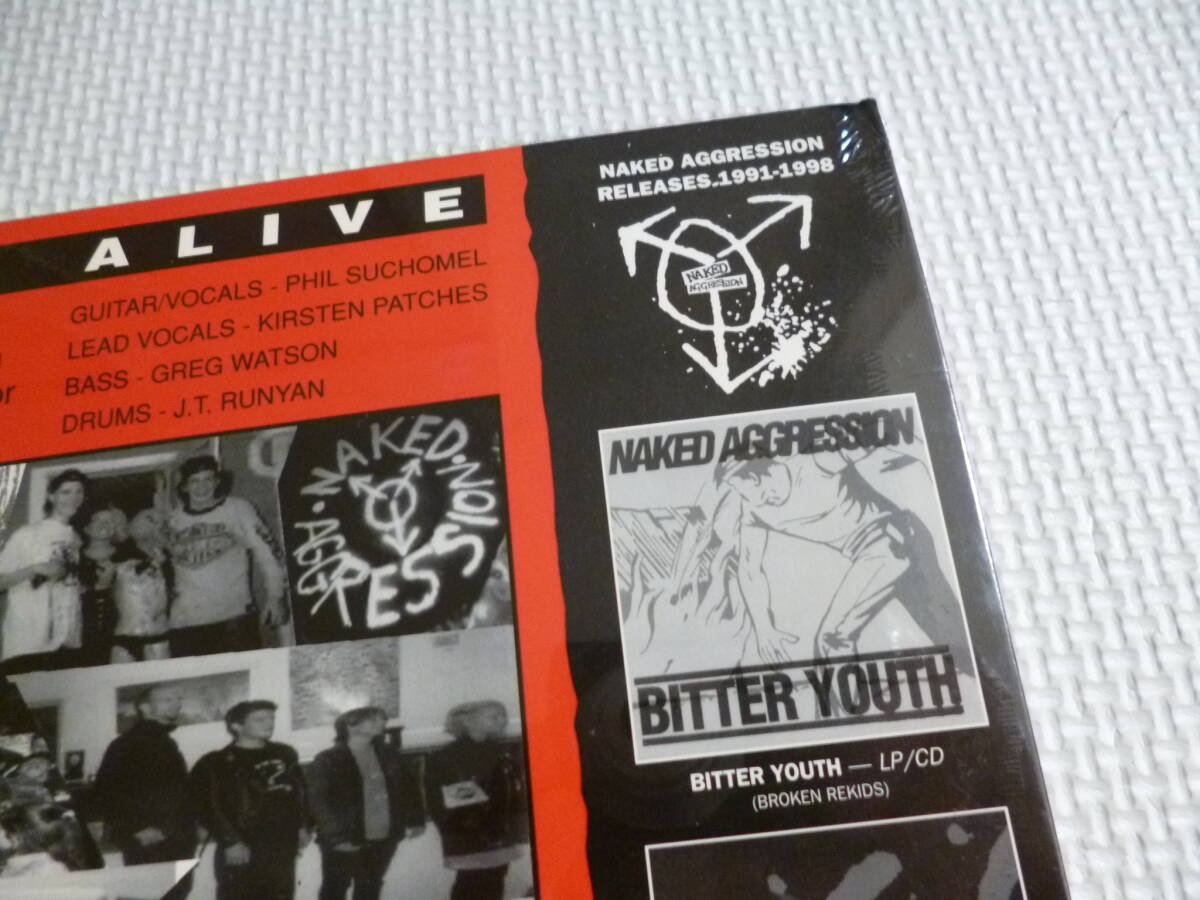 ALIVE
GUITAR/VOCALS - PHIL SUCHOMEL
LEAD VOCALS - KIRSTEN PATCHES
or BASS - GREG WATSON
DRUMS - J.T. RUNYAN
NAKED • AGGRESSION •
NAKED AGGRESSION
RELEASES 1991-1998
NAKED
AGGRESSION
NAKED AGGRESSION
BITTER YOUTH
BITTER YOUTH — LP/CD
(BROKEN REKIDS)